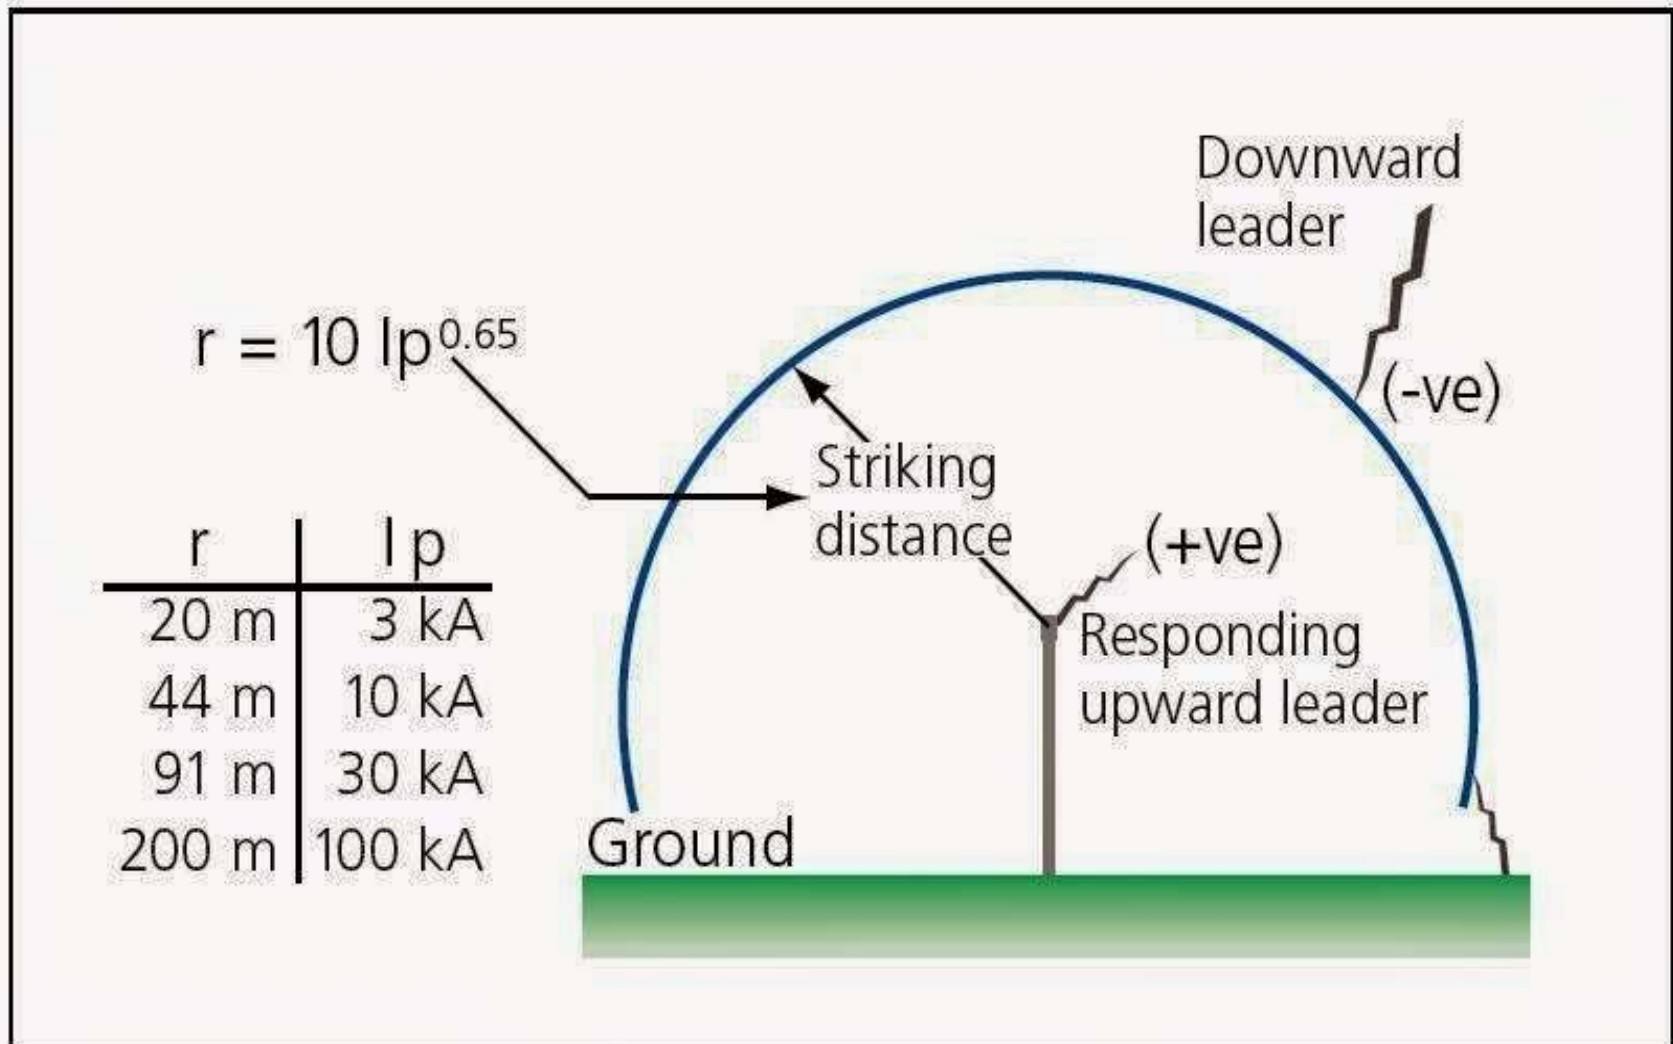 Downward
leader
r = 10 Ip0.65
(-ve)
Striking
distance
(+ve)
Responding
upward leader
r I p
20 m 3 kA
44 m 10 kA
91 m 30 kA
200 m 100 kA
Ground